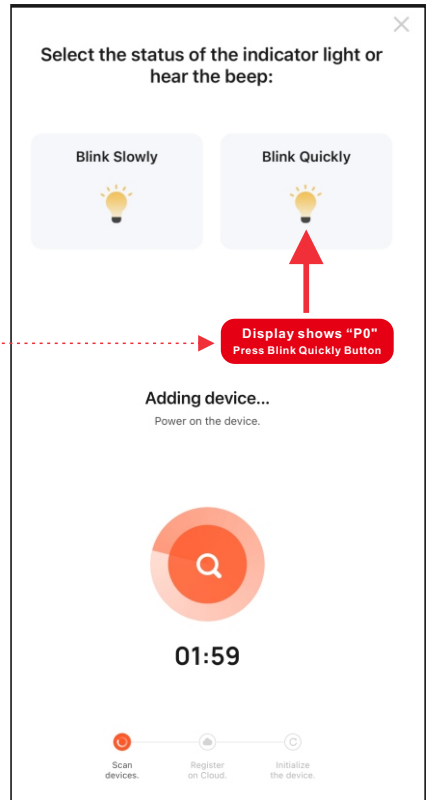 Select the status of the indicator light or
hear the beep:
Blink Slowly
Blink Quickly
Display shows “P0"
Press Blink Quickly Button
Adding device...
Power on the device.
01:59
Scan
devices.
Register
on Cloud.
Initialize
the device.